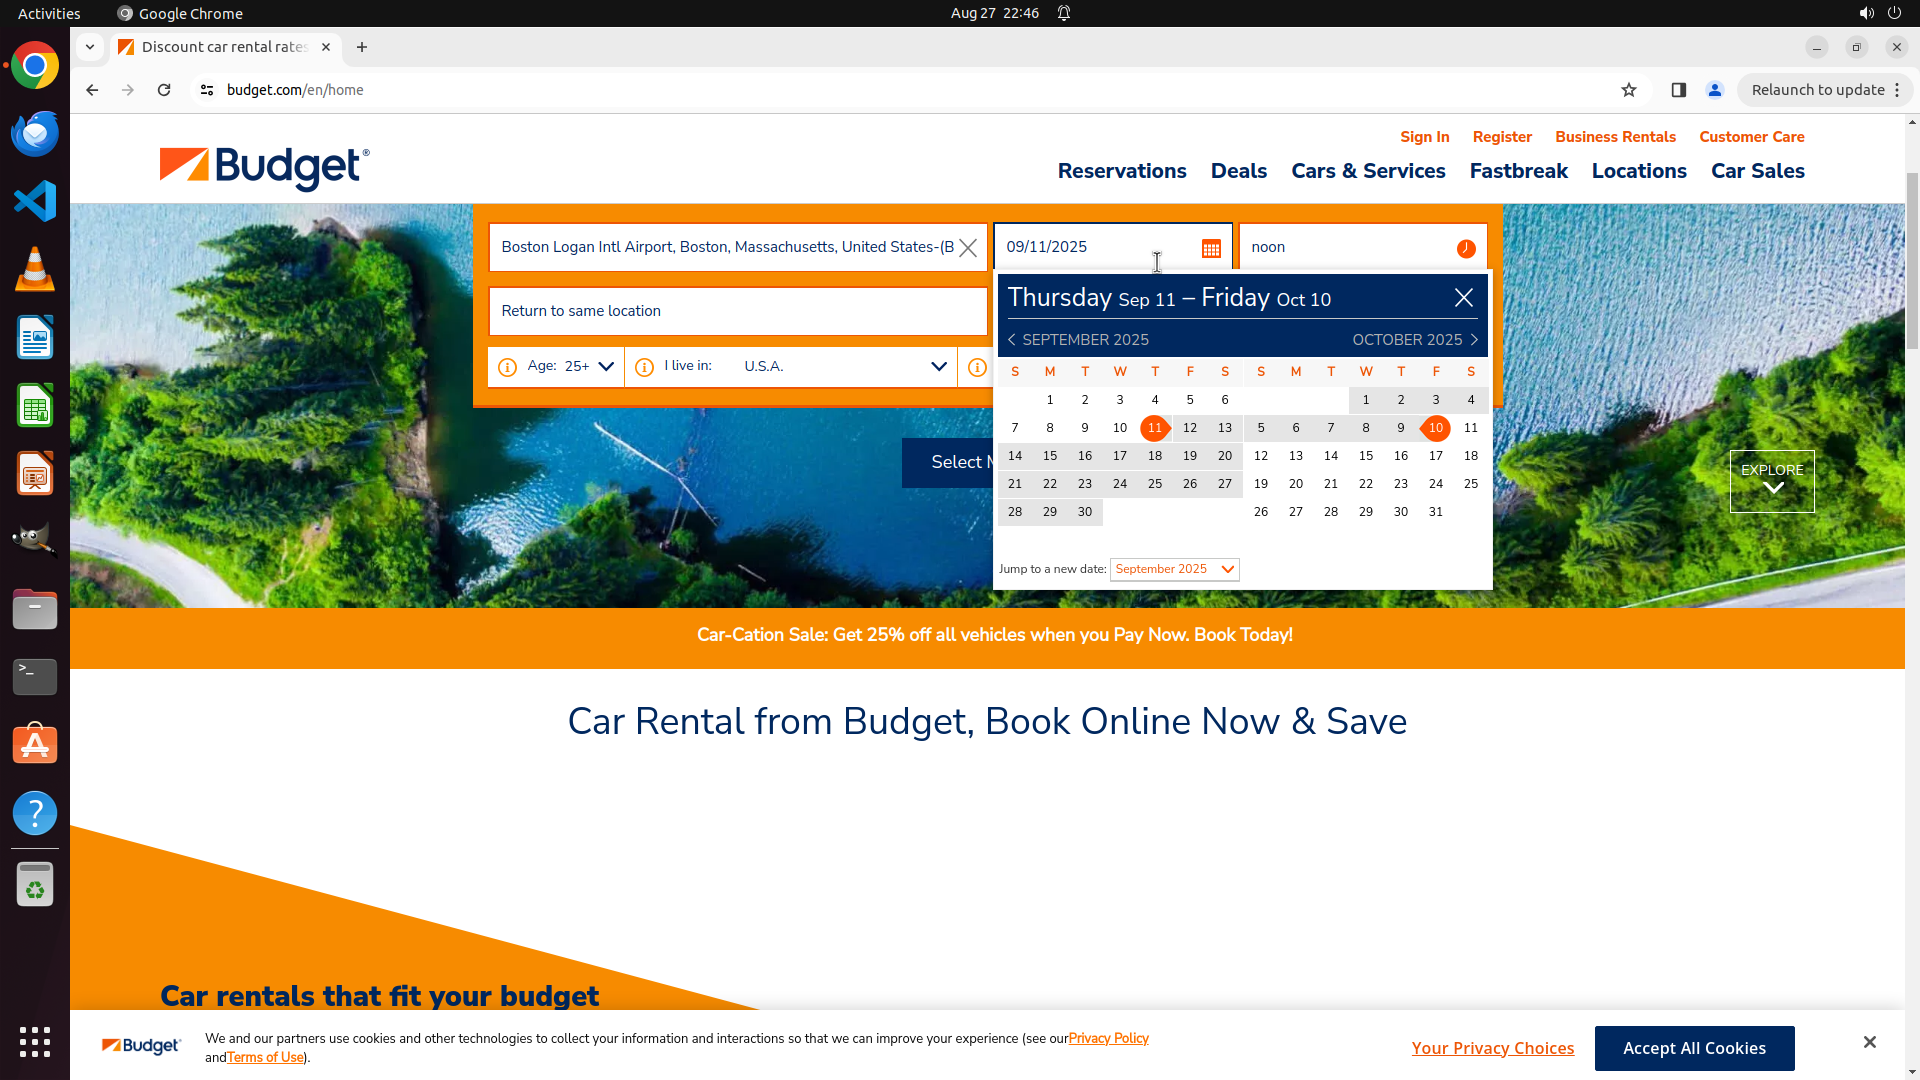 Activities
Google Chrome
Aug 27 22:46
Discount car rental rates
budget.com/en/home
Relaunch to update
Sign In Register Business Rentals Customer Care
Budget®
Reservations Deals Cars & Services Fastbreak Locations Car Sales
Boston Logan Intl Airport, Boston, Massachusetts, United States-(B
09/11/2025
noon
Return to same location
Age: 25+
I live in: U.S.A.
Thursday Sep 11 – Friday Oct 10
SEPTEMBER 2025 OCTOBER 2025
S M T W T F S S M T W T F S
1 2 3 4 5 6 1 2 3 4
7 8 9 10 11 12 13 5 6 7 8 9 10 11
14 15 16 17 18 19 20 12 13 14 15 16 17 18
21 22 23 24 25 26 27 19 20 21 22 23 24 25
28 29 30 26 27 28 29 30 31
Jump to a new date: September 2025
Select M
EXPLORE
Car-Cation Sale: Get 25% off all vehicles when you Pay Now. Book Today!
Car Rental from Budget, Book Online Now & Save
Car rentals that fit your budget
Budget
We and our partners use cookies and other technologies to collect your information and interactions so that we can improve your experience (see our Privacy Policy
and Terms of Use).
Your Privacy Choices
Accept All Cookies